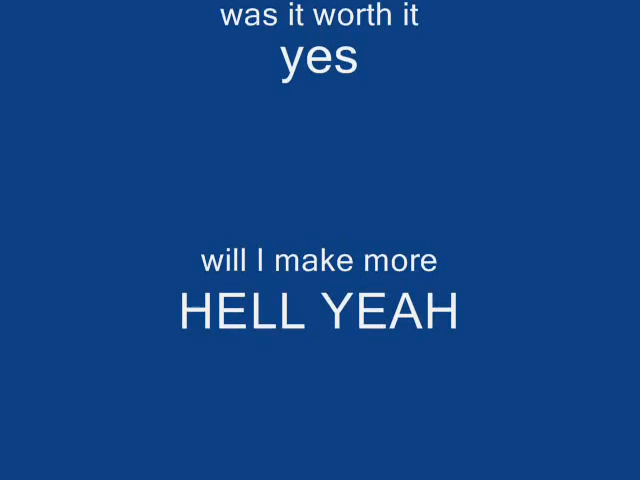 was it worth it
yes
will I make more
HELL YEAH